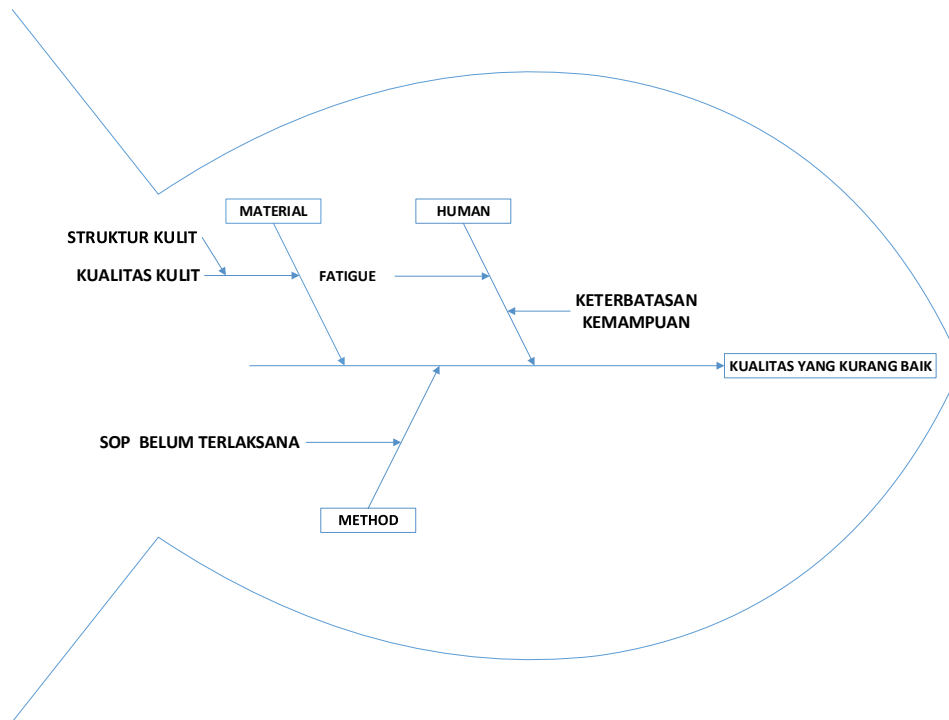 MATERIAL
HUMAN
STRUKTUR KULIT
KUALITAS KULIT
FATIGUE
KETERBATASAN
KEMAMPUAN
KUALITAS YANG KURANG BAIK
SOP BELUM TERLAKSANA
METHOD